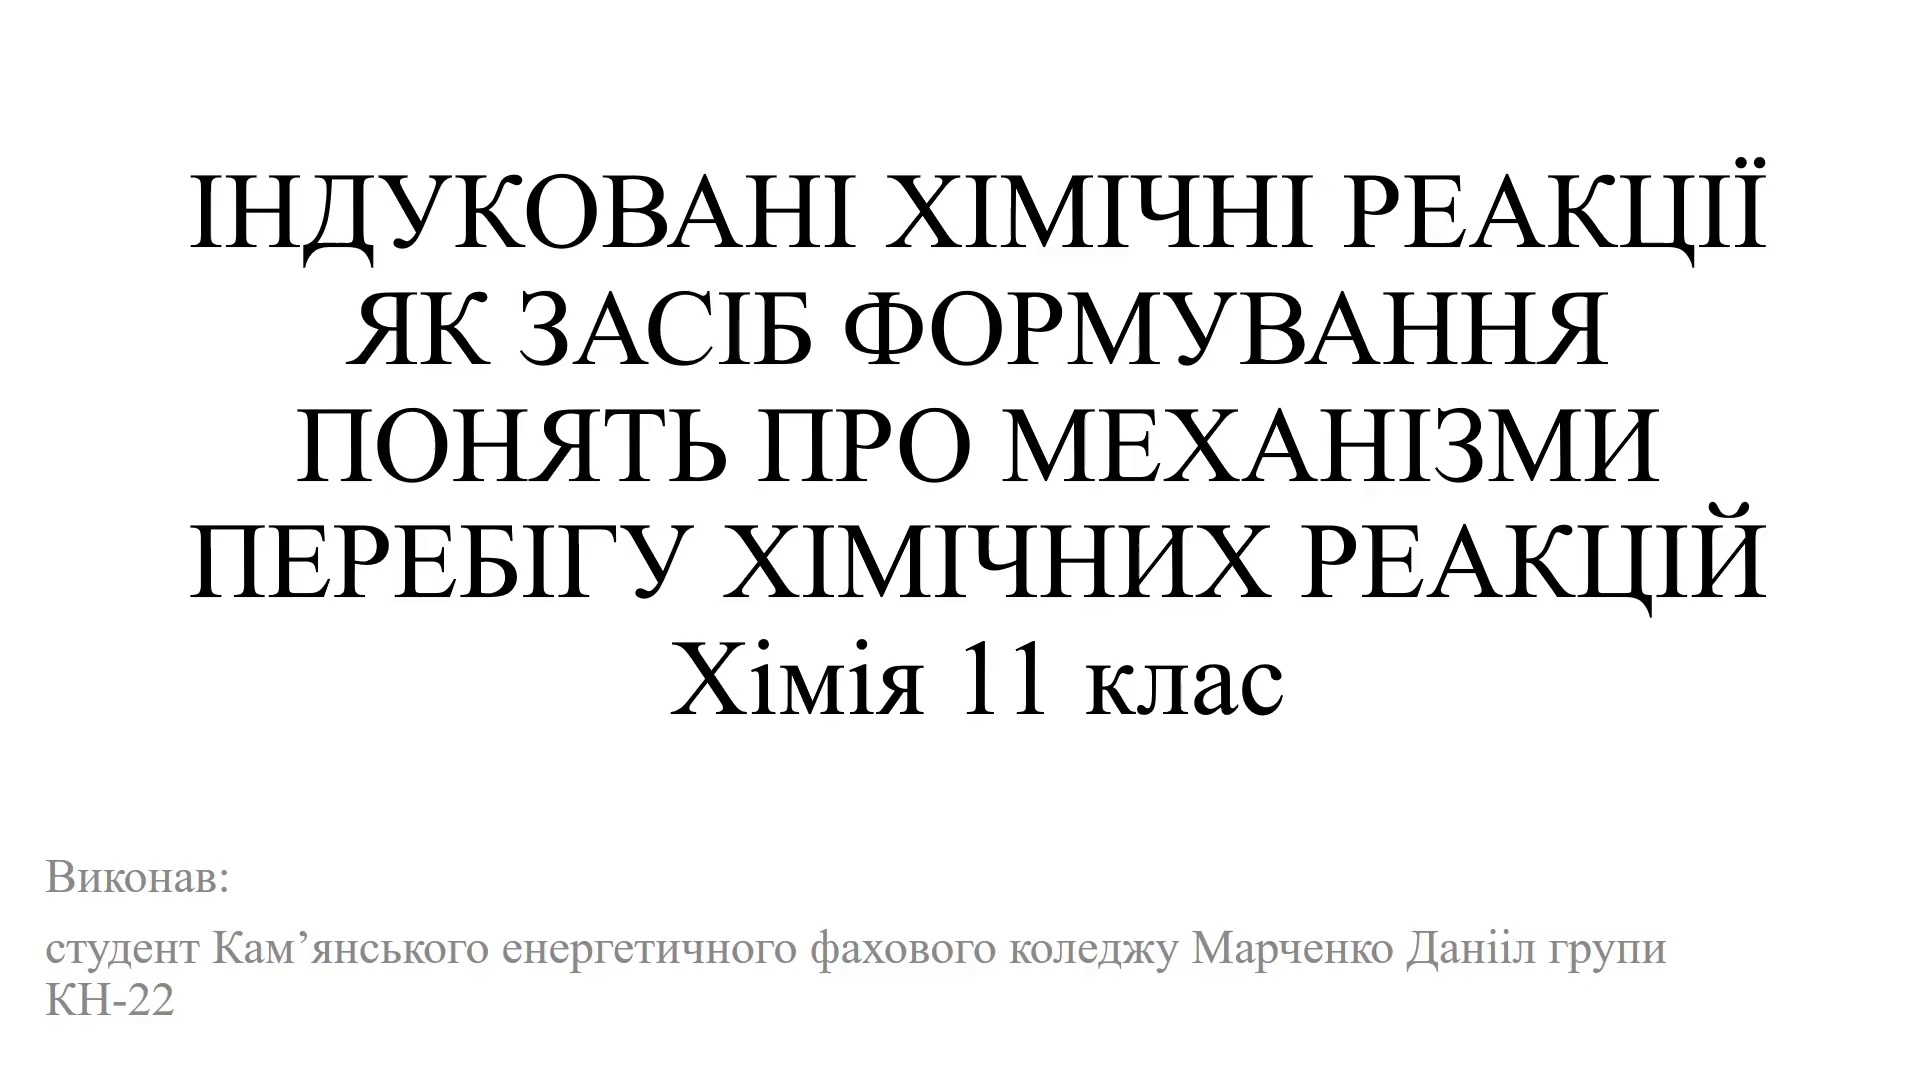 ІНДУКОВАНІ ХІМІЧНІ РЕАКЦІЇ
ЯК ЗАСІБ ФОРМУВАННЯ
ПОНЯТЬ ПРО МЕХАНІЗМИ
ПЕРЕБІГУ ХІМІЧНИХ РЕАКЦІЙ
Хімія 11 клас
Виконав:
студент Кам’янського енергетичного фахового коледжу Марченко Данііл групи
КН-22